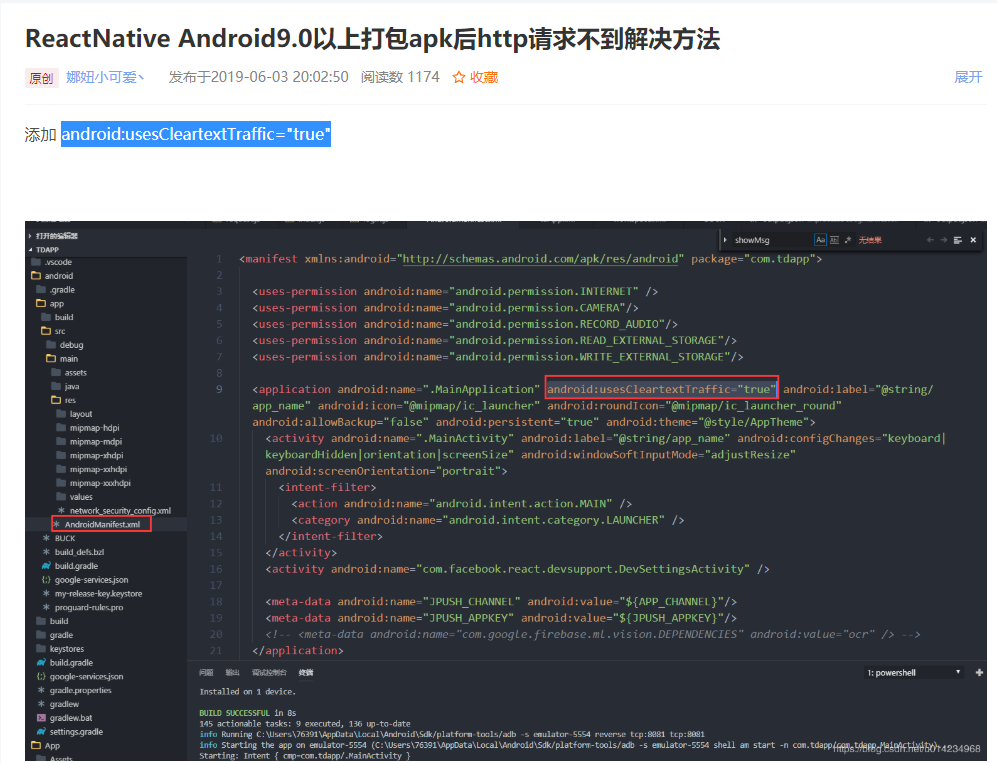 ReactNative Android9.0以上打包apk后http请求不到解决方法
原创 娜妞小可爱丶 发布于2019-06-03 20:02:50 阅读数 1174 收藏 展开
添加 android:usesCleartextTraffic="true"
打开的编辑器
TDAPP
.vscode
android
.gradle
app
build
src
debug
main
assets
java
res
layout
mipmap-hdpi
mipmap-mdpi
mipmap-xhdpi
mipmap-xxhdpi
mipmap-xxxhdpi
values
network_security_config.xml
AndroidManifest.xml
BUCK
build_defs.bzl
build.gradle
google-services.json
my-release-key.keystore
proguard-rules.pro
build
gradle
keystores
build.gradle
google-services.json
gradle.properties
gradlew
gradlew.bat
settings.gradle
App
Assets
showMsg Aa 无结果
1 <manifest xmlns:android="http://schemas.android.com/apk/res/android" package="com.tdapp">
2
3 <uses-permission android:name="android.permission.INTERNET" />
4 <uses-permission android:name="android.permission.CAMERA"/>
5 <uses-permission android:name="android.permission.RECORD_AUDIO"/>
6 <uses-permission android:name="android.permission.READ_EXTERNAL_STORAGE"/>
7 <uses-permission android:name="android.permission.WRITE_EXTERNAL_STORAGE"/>
8
9 <application android:name=".MainApplication" android:usesCleartextTraffic="true" android:label="@string/
app_name" android:icon="@mipmap/ic_launcher" android:roundIcon="@mipmap/ic_launcher_round"
android:allowBackup="false" android:persistent="true" android:theme="@style/AppTheme">
10 <activity android:name=".MainActivity" android:label="@string/app_name" android:configChanges="keyboard|
keyboardHidden|orientation|screenSize" android:windowSoftInputMode="adjustResize"
android:screenOrientation="portrait">
11 <intent-filter>
12 <action android:name="android.intent.action.MAIN" />
13 <category android:name="android.intent.category.LAUNCHER" />
14 </intent-filter>
15 </activity>
16 <activity android:name="com.facebook.react.devsupport.DevSettingsActivity" />
17
18 <meta-data android:name="JPUSH_CHANNEL" android:value="${APP_CHANNEL}"/>
19 <meta-data android:name="JPUSH_APPKEY" android:value="${JPUSH_APPKEY}"/>
20 <!-- <meta-data android:name="com.google.firebase.ml.vision.DEPENDENCIES" android:value="ocr" /> -->
21 </application>
问题 输出 调试控制台 终端 1: powershell
Installed on 1 device.
BUILD SUCCESSFUL in 8s
145 actionable tasks: 9 executed, 136 up-to-date
info Running C:\Users\76391\AppData\Local\Android\Sdk/platform-tools/adb -s emulator-5554 reverse tcp:8081 tcp:8081
info Starting the app on emulator-5554 (C:\Users\76391\AppData\Local\Android\Sdk/platform-tools/adb -s emulator-5554 shell am start -n com.tdapp/com.tdapp.MainActivity)...
Starting: Intent { cmp=com.tdapp/.MainActivity }